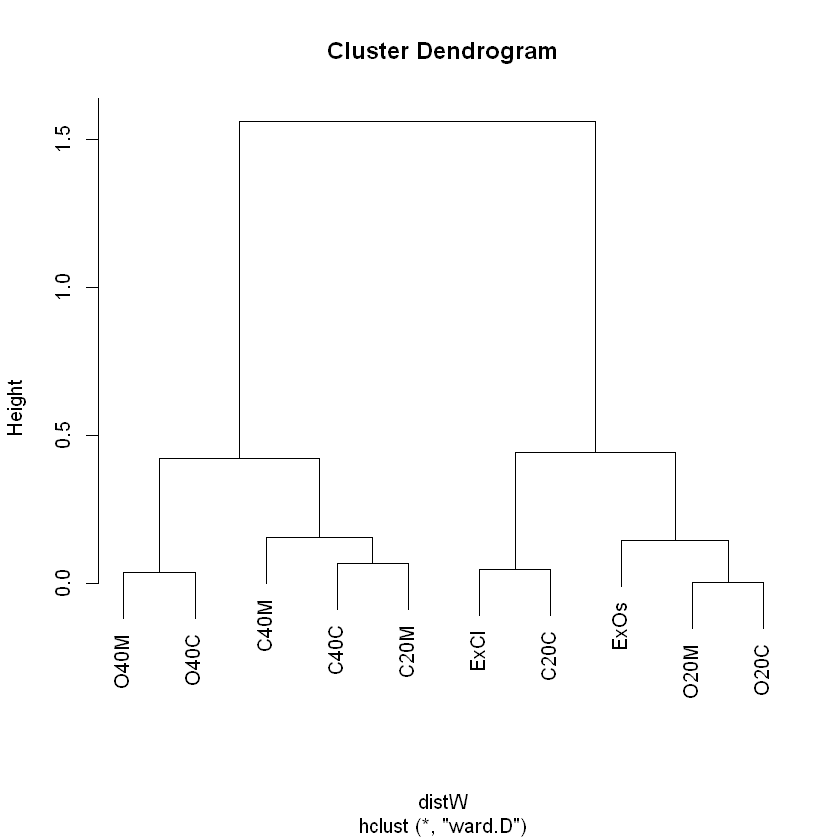 Cluster Dendrogram
Height
1.5
1.0
0.5
0.0
O40M
O40C
C40M
C40C
C20M
ExCl
C20C
ExOs
O20M
O20C
distW
hclust (*, "ward.D")